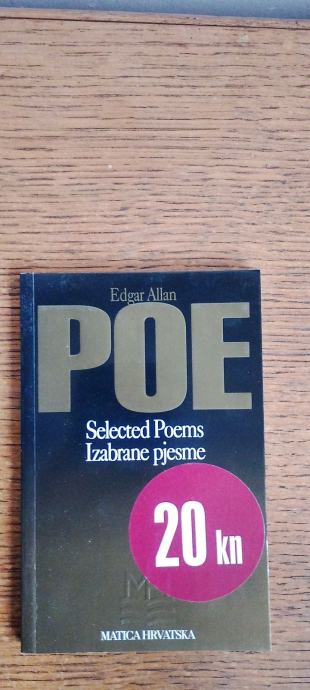 Edgar Allan
POE
Selected Poems
Izabrane pjesme
20 kn
M
MATICA HRVATSKA